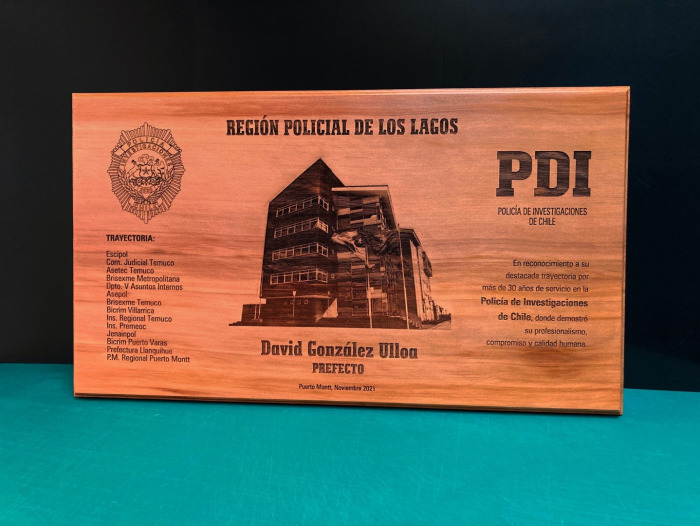 REGIÓN POLICIAL DE LOS LAGOS
POLICIA
INVESTIGACIONES
CHILE
TRAYECTORIA:
Escipol
Com. Judicial Temuco
Asetec Temuco
Brisexme Metropolitana
Dpto. V Asuntos Internos
Asepol
Brisexme Temuco
Bicrim Villarrica
Ins. Regional Temuco
Ins. Premeoc
Jenainpol
Bicrim Puerto Varas
Prefectura Llanquihue
P.M. Regional Puerto Montt
David González Ulloa
PREFECTO
Puerto Montt, Noviembre 2021
PDI
POLICÍA DE INVESTIGACIONES
DE CHILE
En reconocimiento a su
destacada trayectoria por
más de 30 años de servicio en la
Policía de Investigaciones
de Chile, donde demostró
su profesionalismo,
compromiso y calidad humana.